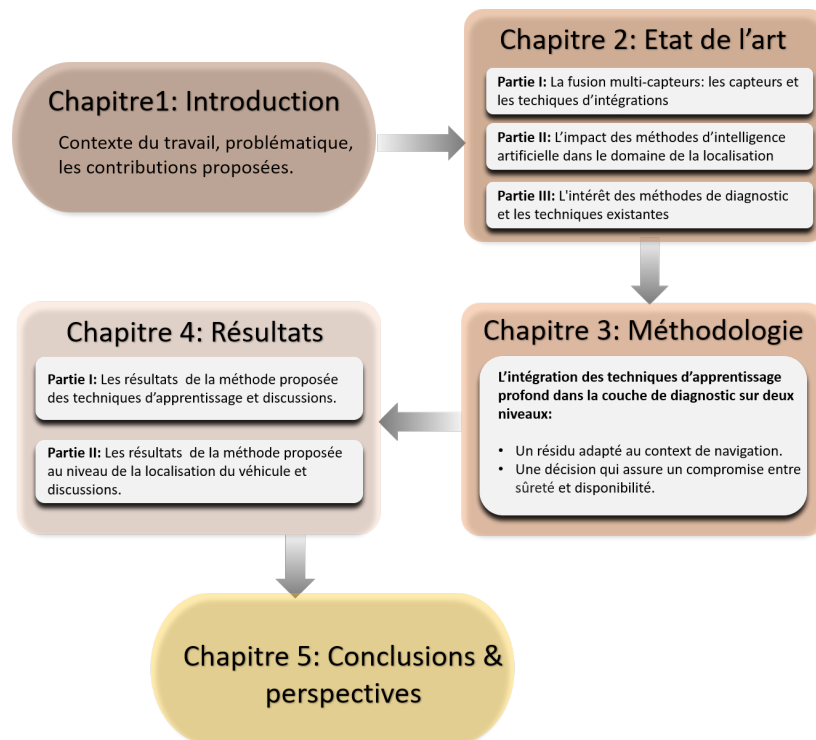 Chapitre1: Introduction
Contexte du travail, problématique,
les contributions proposées.
Chapitre 2: Etat de l'art
Partie I: La fusion multi-capteurs: les capteurs et
les techiques d'intégrations
Partie II: L'impact des méthodes d'intelligence
artificielle dans le domaine de la localisation
Partie III: L'intérêt des méthodes de diagnostic
et les techniques existantes
Chapitre 3: Méthodologie
L'intégration des techniques d'apprentissage
profond dans la couche de diagnostic sur deux
niveaux:
• Un résidu adapté au context de navigation.
• Une décision qui assure un compromise entre
sûreté et disponibilité.
Chapitre 4: Résultats
Partie I: Les résultats de la méthode proposée
des techniques d'apprentissage et discussions.
Partie II: Les résultats de la méthode proposée
au niveau de la localisation du véhicule et
discussions.
Chapitre 5: Conclusions &
perspectives